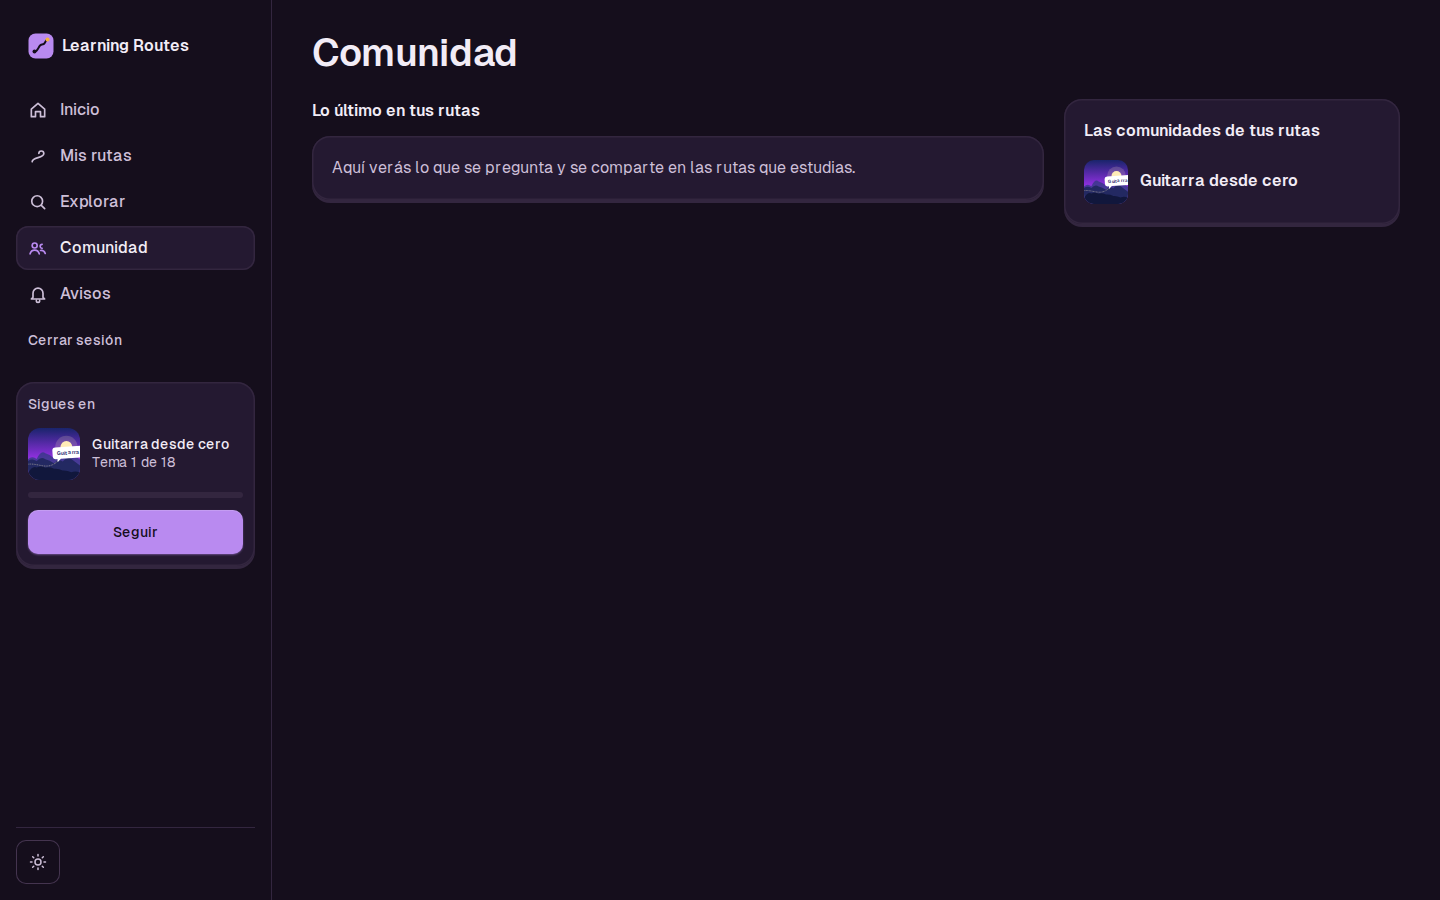 Learning Routes
Inicio
Mis rutas
Explorar
Comunidad
Avisos
Cerrar sesión
Sigues en
Guitarra desde cero
Tema 1 de 18
Seguir
Comunidad
Lo último en tus rutas
Aquí verás lo que se pregunta y se comparte en las rutas que estudias.
Las comunidades de tus rutas
Guitarra desde cero